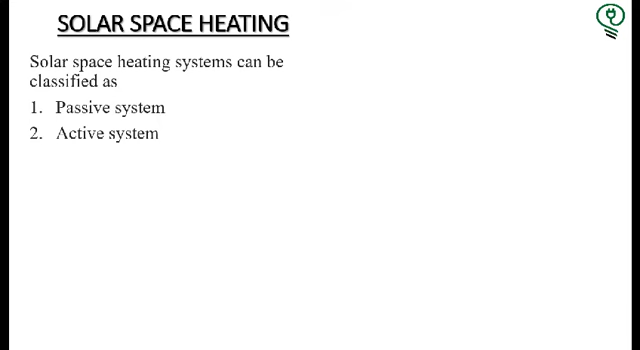 SOLAR SPACE HEATING
Solar space heating systems can be
classified as
1. Passive system
2. Active system